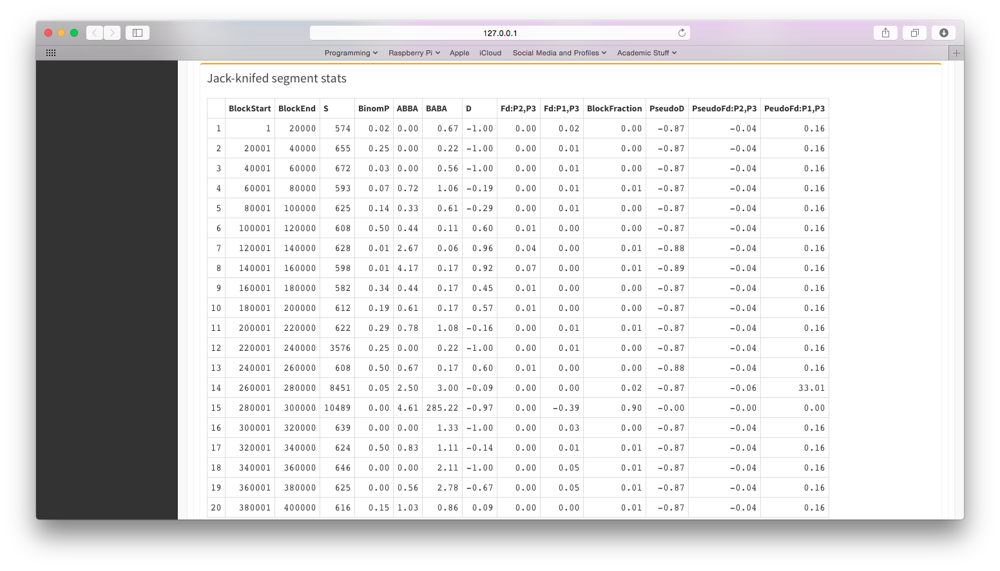 127.0.0.1
Programming Raspberry Pi Apple iCloud Social Media and Profiles Academic Stuff
Jack-knifed segment stats
BlockStart BlockEnd S BinomP ABBA BABA D Fd:P2,P3 Fd:P1,P3 BlockFraction PseudoD PseudoFd:P2,P3 PeudoFd:P1,P3
1 1 20000 574 0.02 0.00 0.67 -1.00 0.00 0.02 0.00 -0.87 -0.04 0.16
2 20001 40000 655 0.25 0.00 0.22 -1.00 0.00 0.01 0.00 -0.87 -0.04 0.16
3 40001 60000 672 0.03 0.00 0.56 -1.00 0.00 0.01 0.00 -0.87 -0.04 0.16
4 60001 80000 593 0.07 0.72 1.06 -0.19 0.00 0.01 0.01 -0.87 -0.04 0.16
5 80001 100000 625 0.14 0.33 0.61 -0.29 0.00 0.01 0.00 -0.87 -0.04 0.16
6 100001 120000 608 0.50 0.44 0.11 0.60 0.01 0.00 0.00 -0.87 -0.04 0.16
7 120001 140000 628 0.01 2.67 0.06 0.96 0.04 0.00 0.01 -0.88 -0.04 0.16
8 140001 160000 598 0.01 4.17 0.17 0.92 0.07 0.00 0.01 -0.89 -0.04 0.16
9 160001 180000 582 0.34 0.44 0.17 0.45 0.01 0.00 0.00 -0.87 -0.04 0.16
10 180001 200000 612 0.19 0.61 0.17 0.57 0.01 0.00 0.00 -0.87 -0.04 0.16
11 200001 220000 622 0.29 0.78 1.08 -0.16 0.00 0.01 0.01 -0.87 -0.04 0.16
12 220001 240000 3576 0.25 0.00 0.22 -1.00 0.00 0.01 0.00 -0.87 -0.04 0.16
13 240001 260000 608 0.50 0.67 0.17 0.60 0.01 0.00 0.00 -0.88 -0.04 0.16
14 260001 280000 8451 0.05 2.50 3.00 -0.09 0.00 0.00 0.02 -0.87 -0.06 33.01
15 280001 300000 10489 0.00 4.61 285.22 -0.97 0.00 -0.39 0.90 -0.00 -0.00 0.00
16 300001 320000 639 0.00 0.00 1.33 -1.00 0.00 0.03 0.00 -0.87 -0.04 0.16
17 320001 340000 624 0.50 0.83 1.11 -0.14 0.00 0.01 0.01 -0.87 -0.04 0.16
18 340001 360000 646 0.00 0.00 2.11 -1.00 0.00 0.05 0.01 -0.87 -0.04 0.16
19 360001 380000 625 0.00 0.56 2.78 -0.67 0.00 0.05 0.01 -0.87 -0.04 0.16
20 380001 400000 616 0.15 1.03 0.86 0.09 0.00 0.00 0.01 -0.87 -0.04 0.16